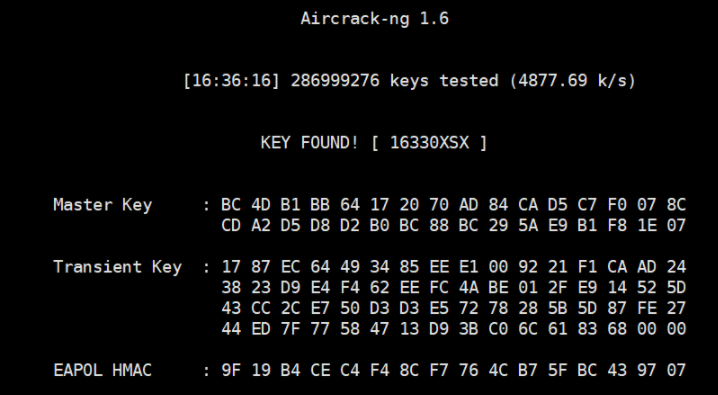 Aircrack-ng 1.6
[16:36:16] 286999276 keys tested (4877.69 k/s)
KEY FOUND! [ 16330XSX ]
Master Key : BC 4D B1 BB 64 17 20 70 AD 84 CA D5 C7 F0 07 8C
CD A2 D5 D8 D2 B0 BC 88 BC 29 5A E9 B1 F8 1E 07
Transient Key : 17 87 EC 64 49 34 85 EE E1 00 92 21 F1 CA AD 24
38 23 D9 E4 F4 62 EE FC 4A BE 01 2F E9 14 52 5D
43 CC 2C E7 50 D3 D3 E5 72 78 28 5B 5D 87 FE 27
44 ED 7F 77 58 47 13 D9 3B C0 6C 61 83 68 00 00
EAPOL HMAC : 9F 19 B4 CE C4 F4 8C F7 76 4C B7 5F BC 43 97 07